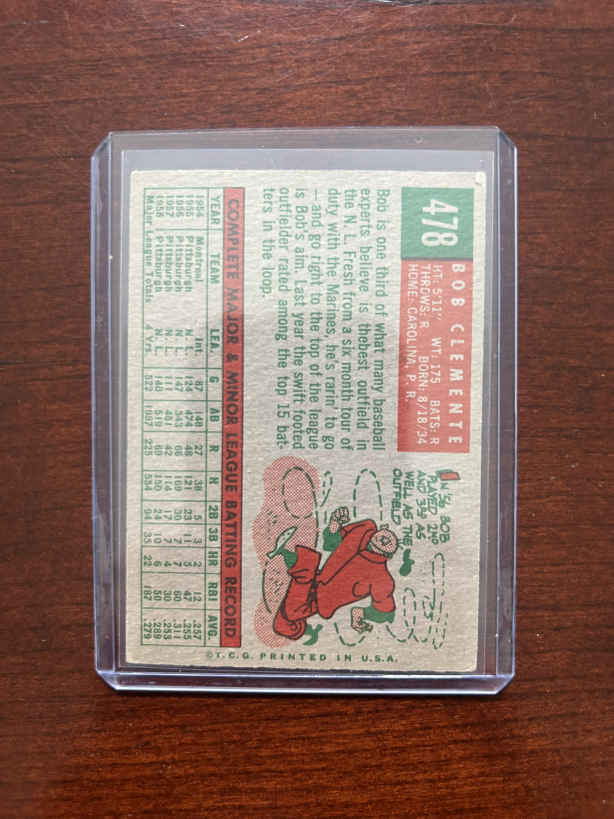 478
BOB CLEMENTE
HT: 5'11" WT: 175 BATS: R
THROWS: R BORN: 8/18/34
HOME: CAROLINA, P. R.
Bob is one third of what many baseball
experts believe is thebest outfield in
the N. L. Fresh from a six month tour of
duty with the Marines, he's rarin' to go
—and go right to the top of the league
is Bob's aim. Last year the swift footed
outfielder rated among the top 15 bat-
ters in the loop.
IN '56 BOB
PLAYED 2ND
AND 3RD AS
WELL AS THE
OUTFIELD
COMPLETE MAJOR & MINOR LEAGUE BATTING RECORD
YEAR TEAM LEA. G AB R H 2B 3B HR RBI AVG.
1954 Montreal Int. 87 148 27 38 5 3 2 12 .257
1955 Pittsburgh N. L. 124 474 48 121 23 11 5 47 .255
1956 Pittsburgh N. L. 147 543 66 169 30 7 7 60 .311
1957 Pittsburgh N. L. 111 451 42 114 17 7 4 30 .253
1958 Pittsburgh N. L. 140 519 69 150 24 10 6 50 .289
Major League Totals 4 Yrs. 522 1987 225 554 94 35 22 187 .279
©T.C.G. PRINTED IN U.S.A.